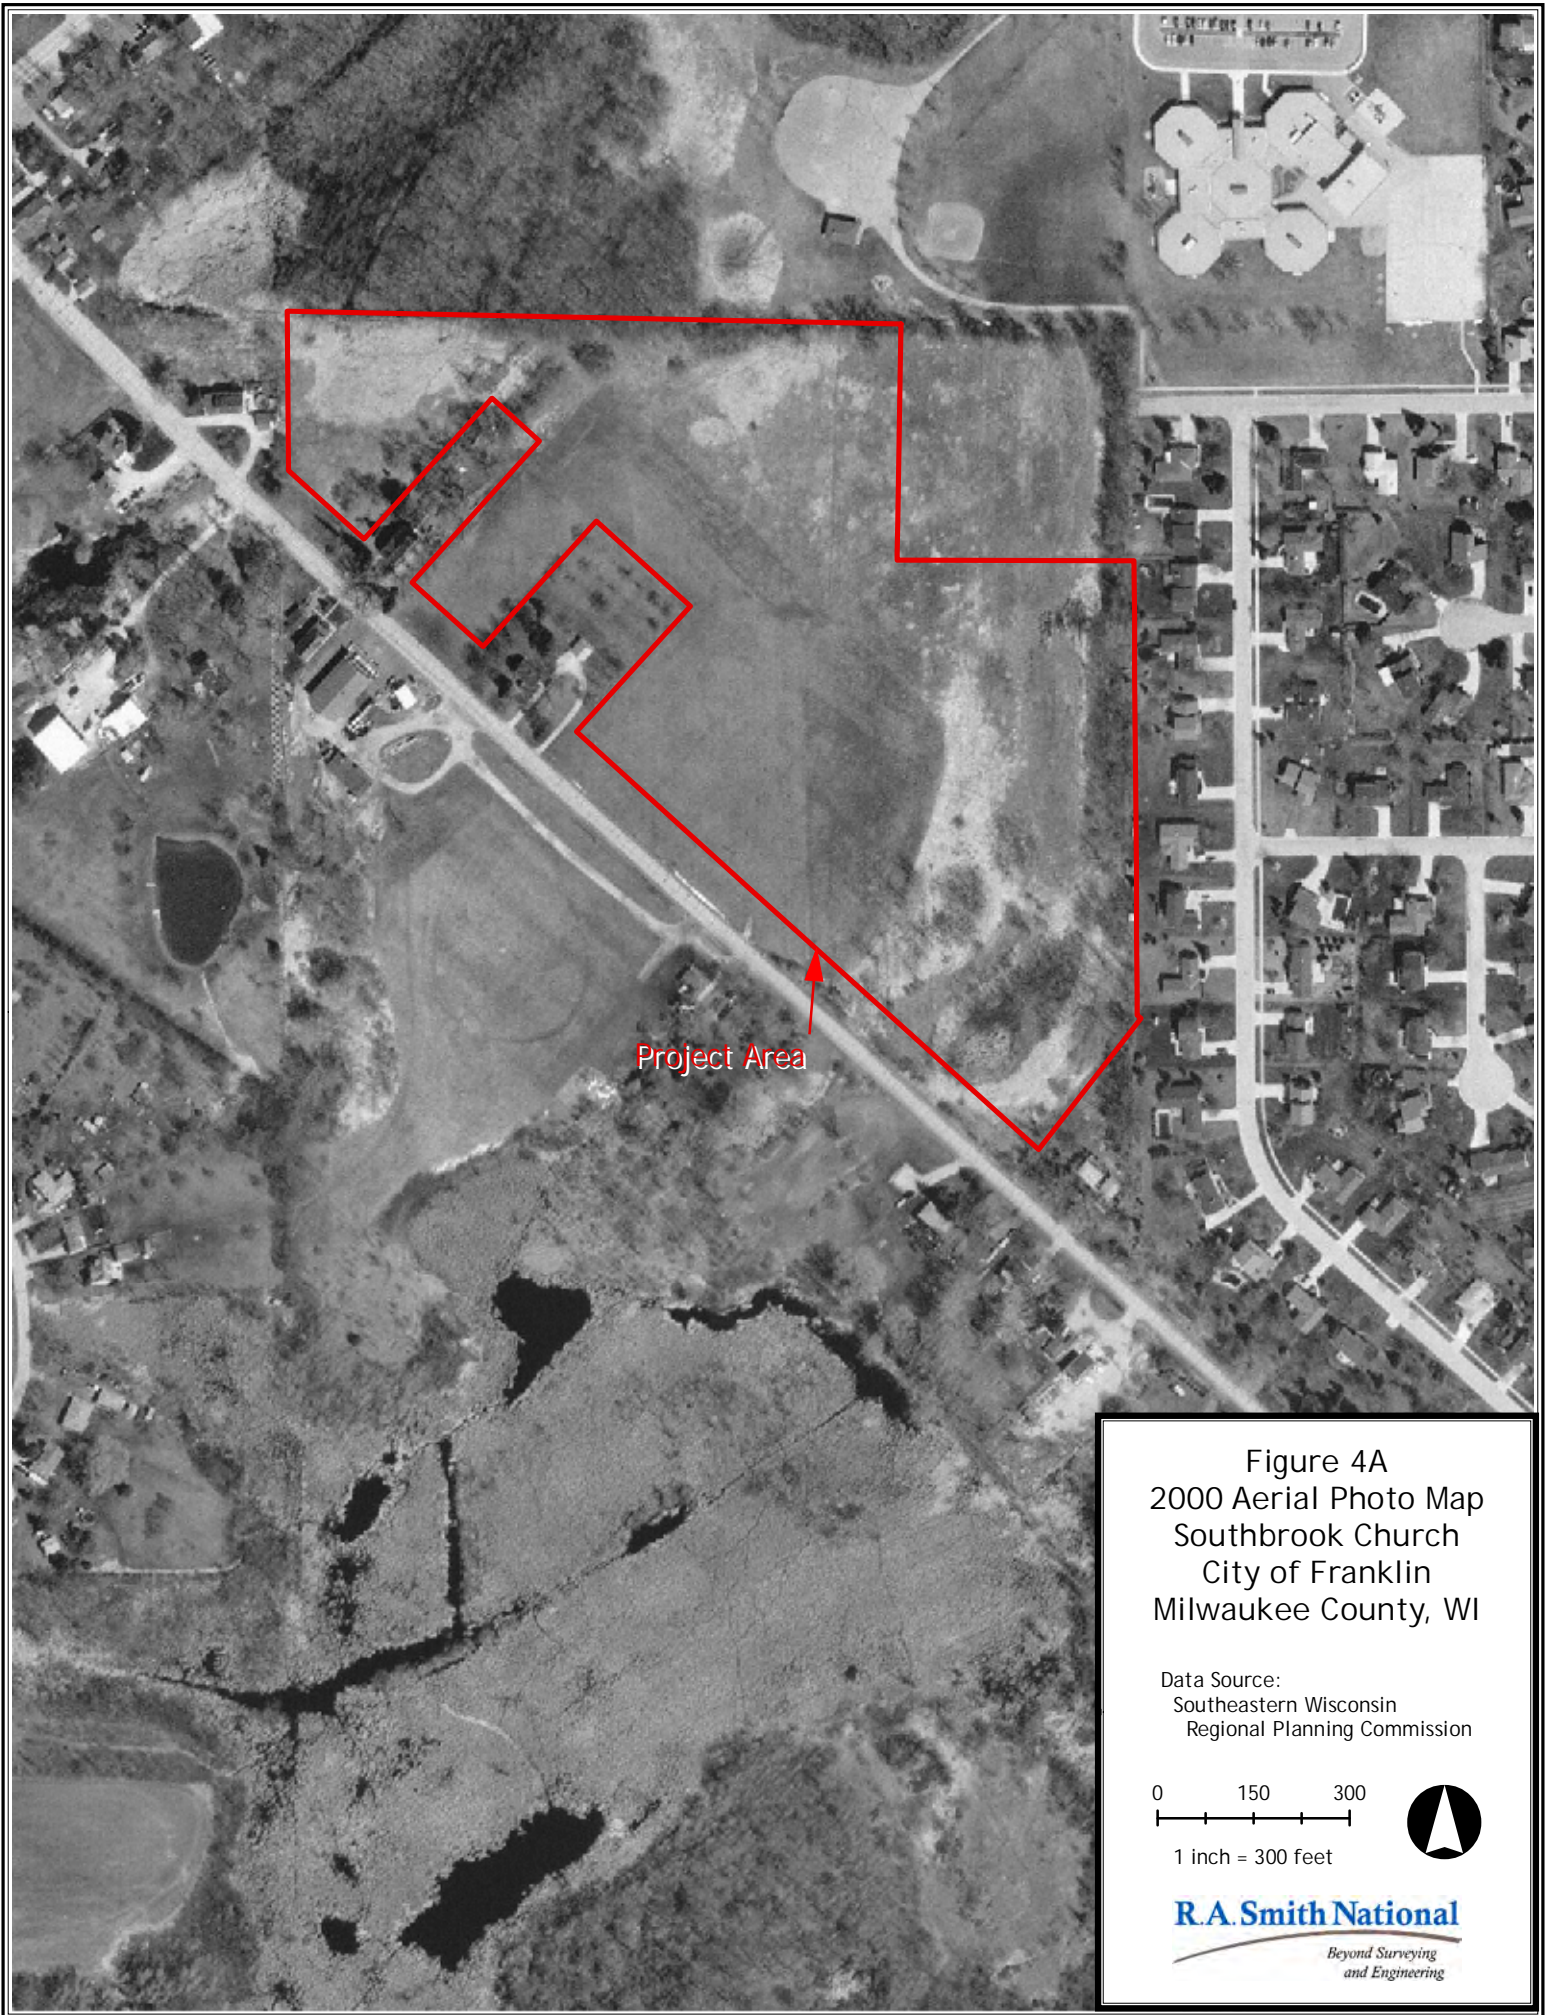 Project Area
Figure 4A
2000 Aerial Photo Map
Southbrook Church
City of Franklin
Milwaukee County, WI
Data Source:
Southeastern Wisconsin
Regional Planning Commission
0 150 300
1 inch = 300 feet
R.A. Smith National
Beyond Surveying
and Engineering